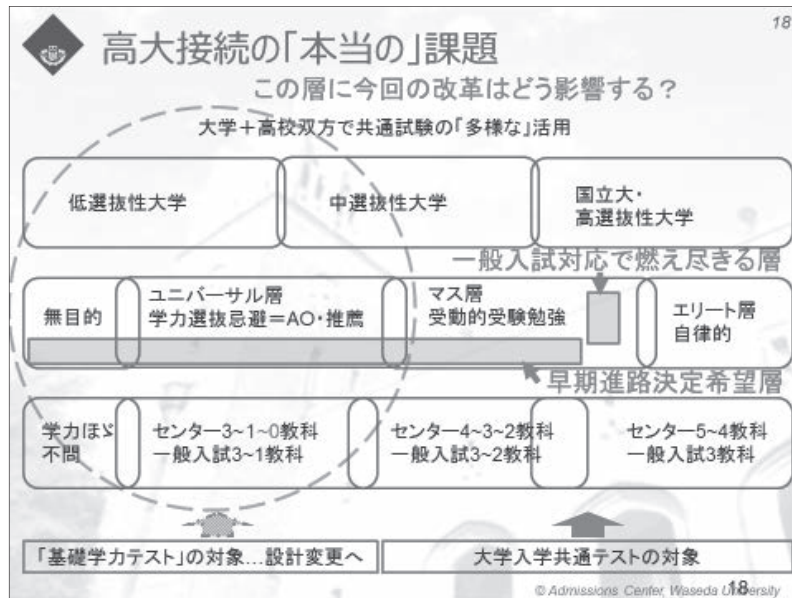 18
高大接続の「本当の」課題
この層に今回の改革はどう影響する？
大学＋高校双方で共通試験の「多様な」活用
低選抜性大学
中選抜性大学
国立大・
高選抜性大学
一般入試対応で燃え尽きる層
無目的
ユニバーサル層
学力選抜忌避＝AO・推薦
マス層
受動的受験勉強
エリート層
自律的
早期進路決定希望層
学力ほゞ
不問
センター3~1~0教科
一般入試3~1教科
センター4~3~2教科
一般入試3~2教科
センター5~4教科
一般入試3教科
「基礎学力テスト」の対象…設計変更へ
大学入学共通テストの対象
18
© Admissions Center, Waseda University